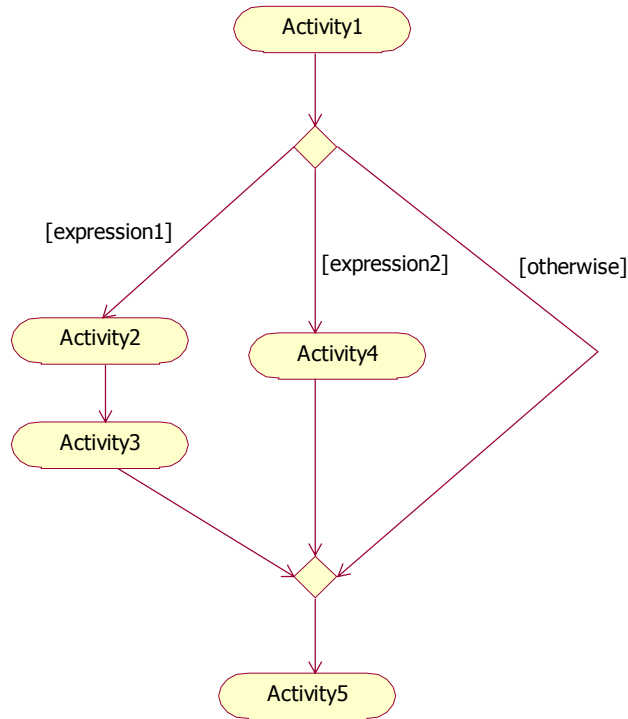 Activity1
[expression1]
[expression2]
[otherwise]
Activity2
Activity4
Activity3
Activity5